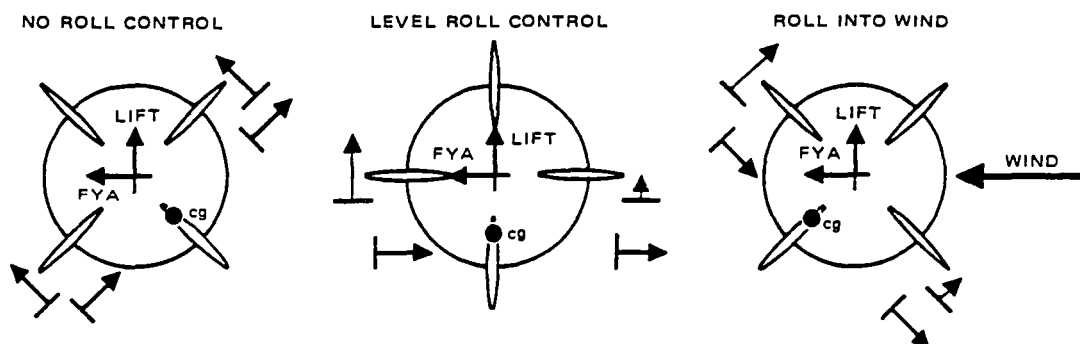 NO ROLL CONTROL
LIFT
FYA
cg
LEVEL ROLL CONTROL
LIFT
FYA
cg
ROLL INTO WIND
LIFT
FYA
WIND
cg